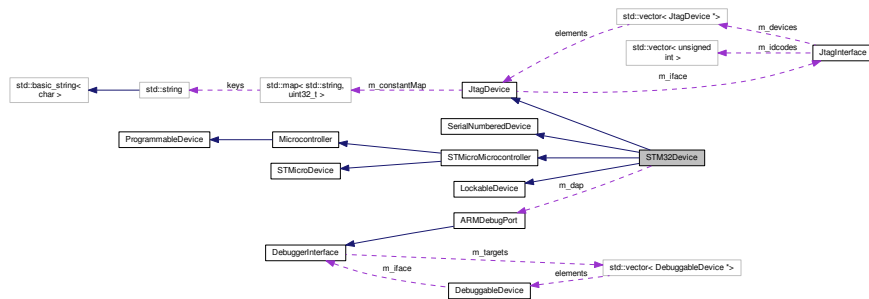 std::vector< JtagDevice *>
elements
m_devices
std::vector< unsigned
int >
m_idcodes
JtagInterface
m_iface
std::basic_string<
char >
std::string
keys
std::map< std::string,
uint32_t >
m_constantMap
JtagDevice
SerialNumberedDevice
ProgrammableDevice
Microcontroller
STMicroMicrocontroller
STM32Device
STMicroDevice
LockableDevice
m_dap
ARMDebugPort
DebuggerInterface
m_targets
std::vector< DebuggableDevice *>
m_iface
elements
DebuggableDevice